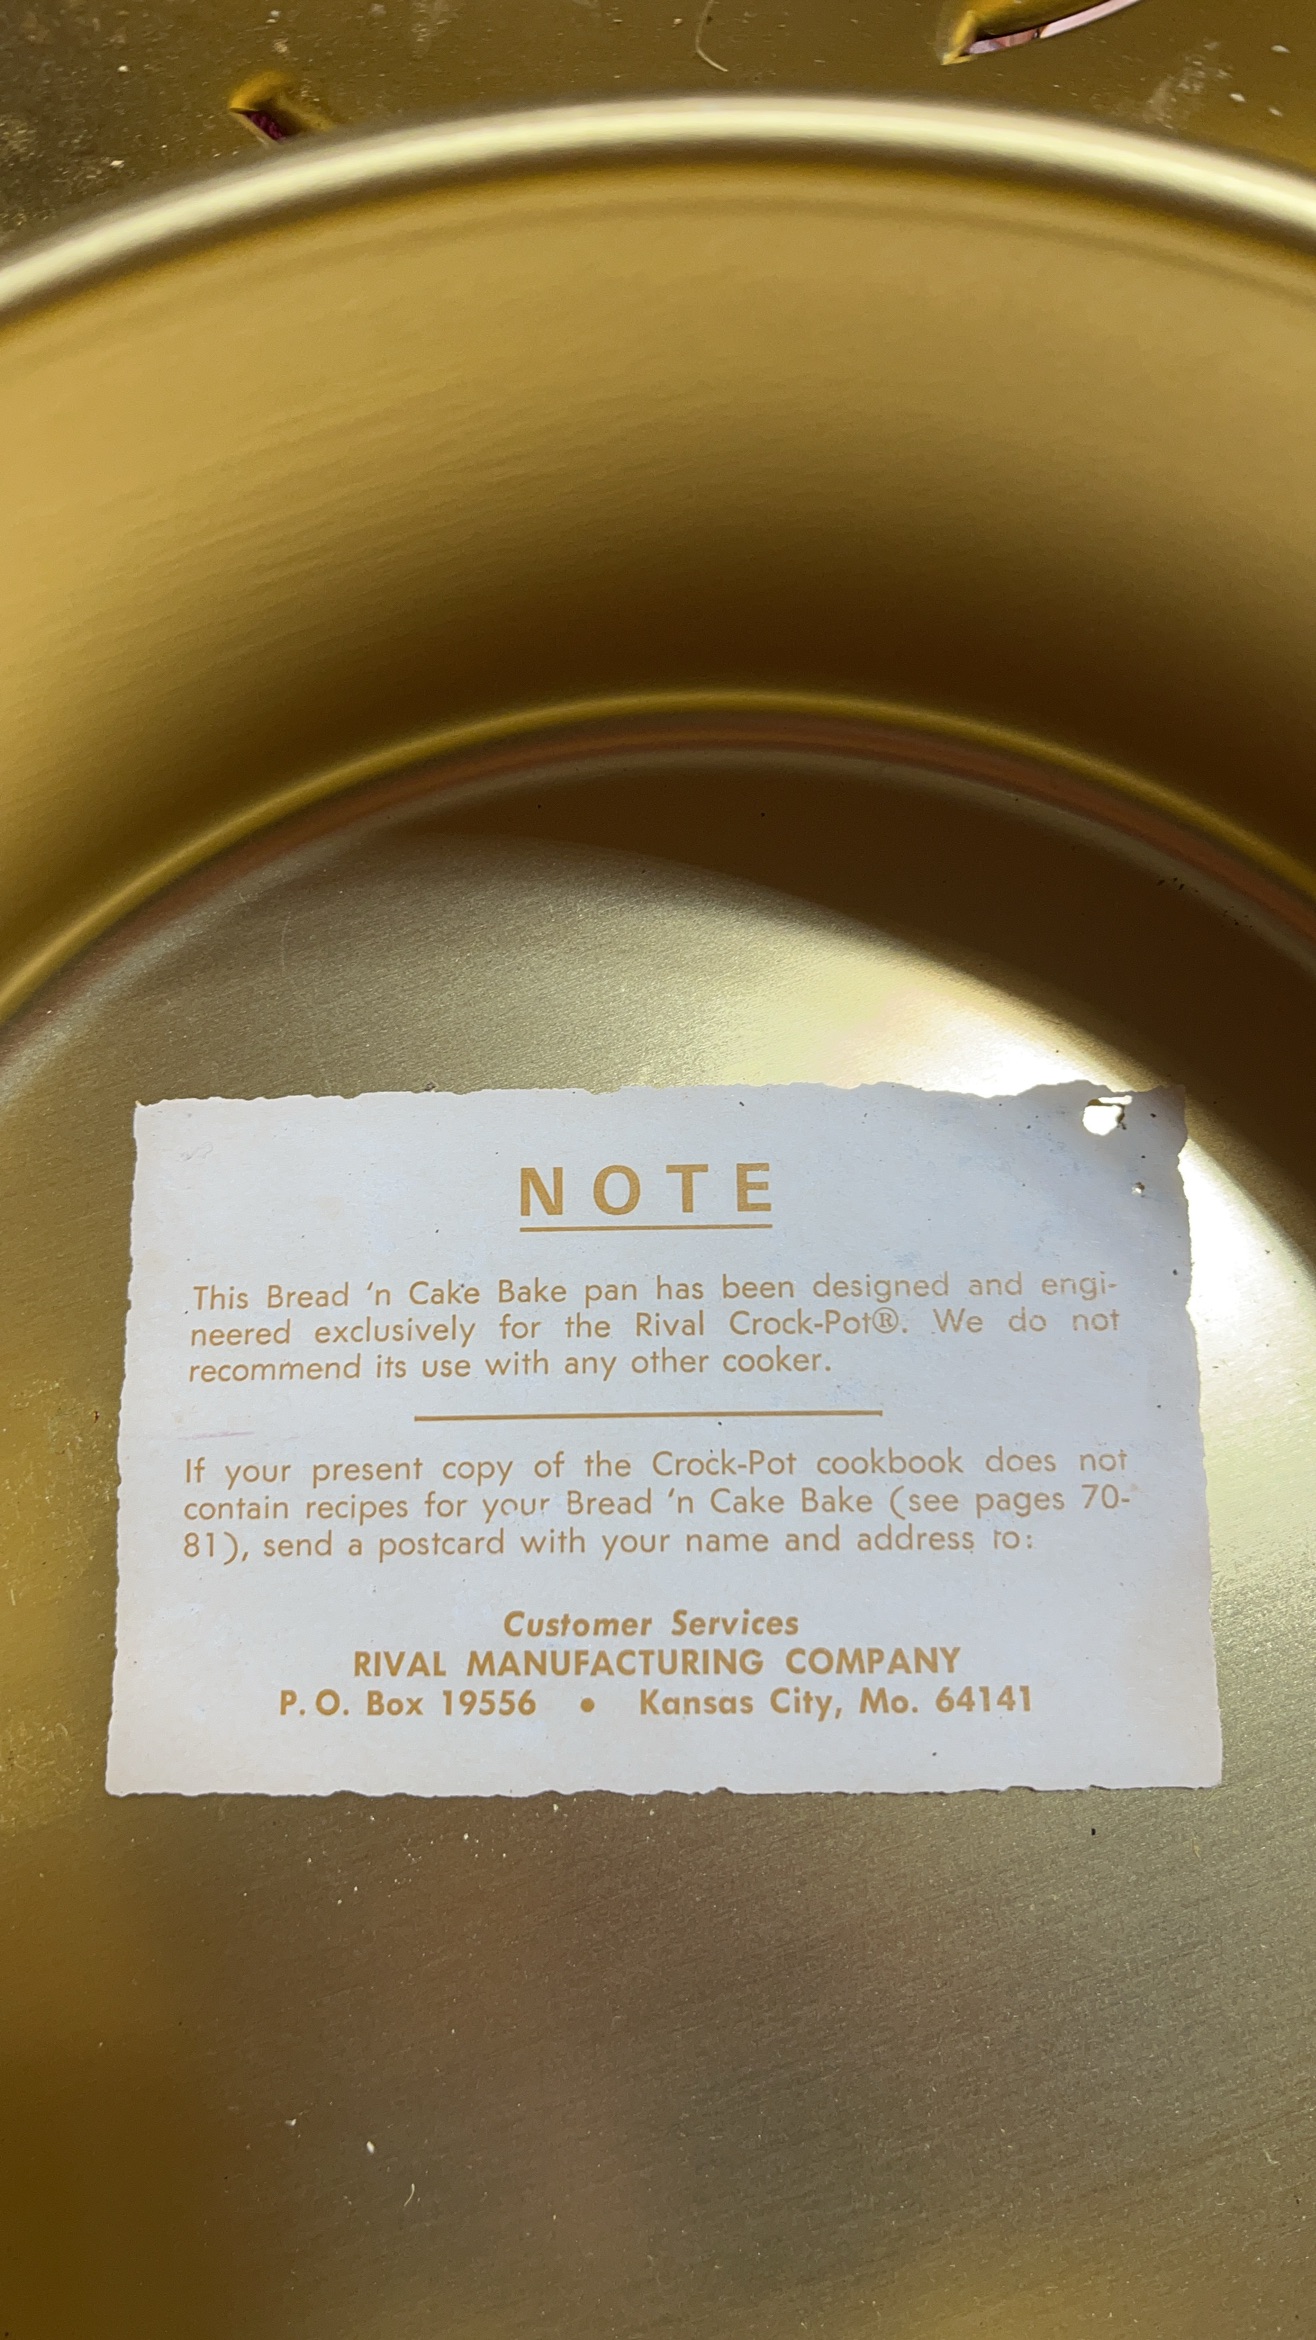 NOTE
This Bread 'n Cake Bake pan has been designed and engi-
neered exclusively for the Rival Crock-Pot®. We do not
recommend its use with any other cooker.
If your present copy of the Crock-Pot cookbook does not
contain recipes for your Bread 'n Cake Bake (see pages 70-
81), send a postcard with your name and address to:
Customer Services
RIVAL MANUFACTURING COMPANY
P. O. Box 19556 • Kansas City, Mo. 64141